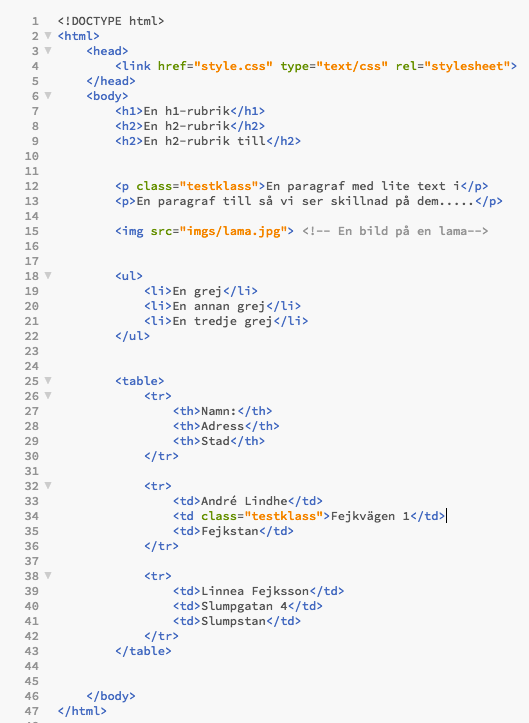 1 <!DOCTYPE html>
2 <html>
3     <head>
4         <link href="style.css" type="text/css" rel="stylesheet">
5     </head>
6     <body>
7         <h1>En h1-rubrik</h1>
8         <h2>En h2-rubrik</h2>
9         <h2>En h2-rubrik till</h2>
10
11
12         <p class="testklass">En paragraf med lite text i</p>
13         <p>En paragraf till så vi ser skillnad på dem.....</p>
14
15         <img src="imgs/lama.jpg"> <!-- En bild på en lama-->
16
17
18         <ul>
19             <li>En grej</li>
20             <li>En annan grej</li>
21             <li>En tredje grej</li>
22         </ul>
23
24
25         <table>
26             <tr>
27                 <th>Namn:</th>
28                 <th>Adress</th>
29                 <th>Stad</th>
30             </tr>
31
32             <tr>
33                 <td>André Lindhe</td>
34                 <td class="testklass">Fejkvägen 1</td>
35                 <td>Fejkstan</td>
36             </tr>
37
38             <tr>
39                 <td>Linnea Fejksson</td>
40                 <td>Slumpgatan 4</td>
41                 <td>Slumpstan</td>
42             </tr>
43         </table>
44
45
46     </body>
47 </html>